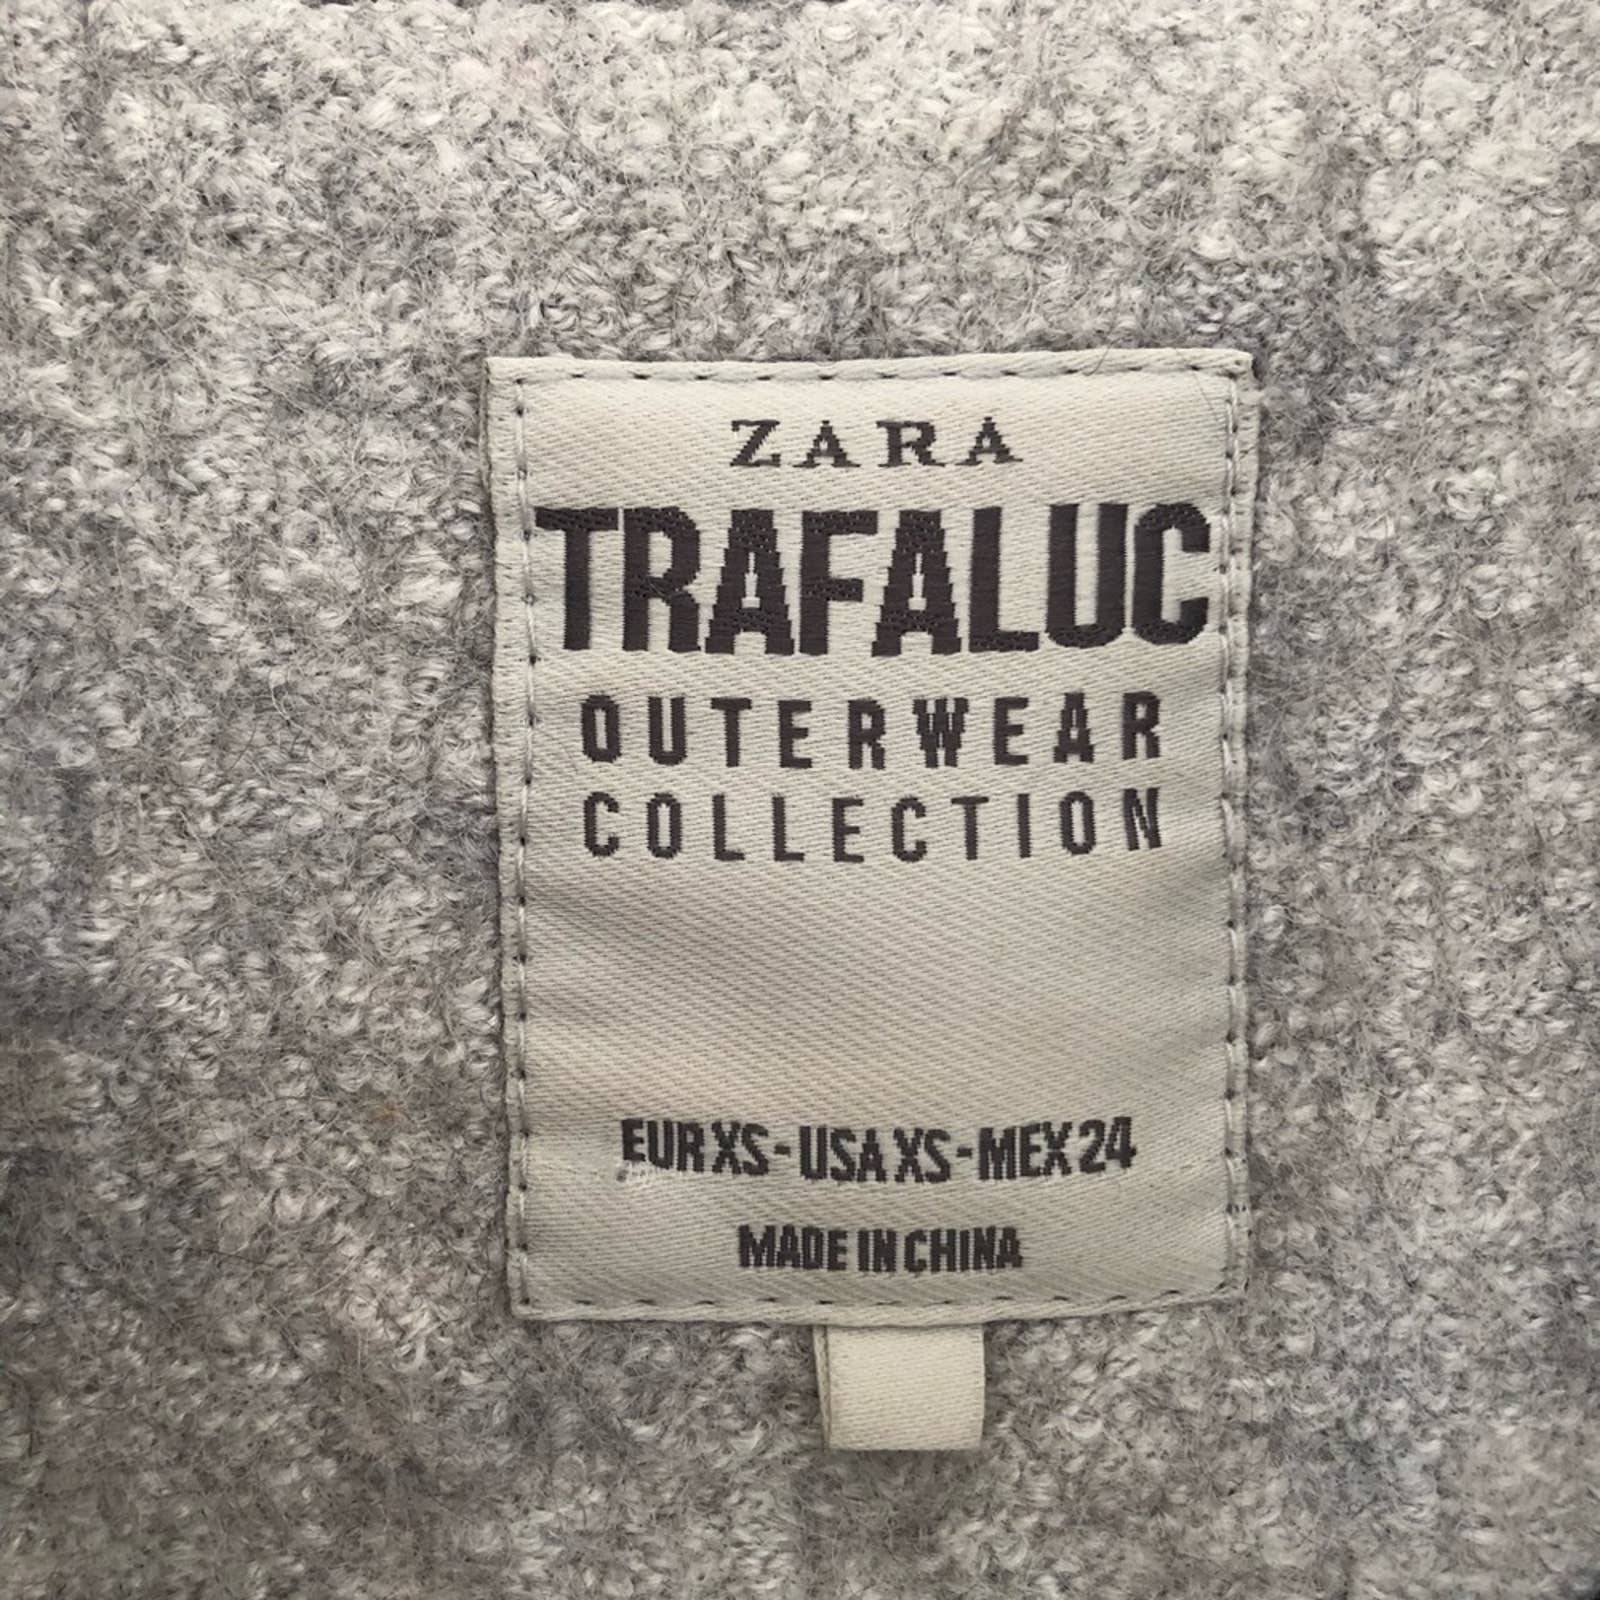 ZARA
TRAFALUC
OUTERWEAR
COLLECTION
EUR XS - USA XS - MEX 24
MADE IN CHINA